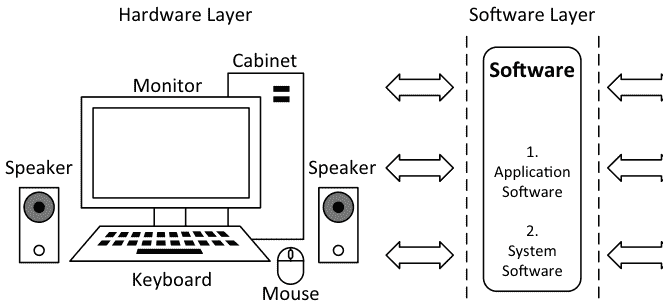 Hardware Layer
Software Layer
Cabinet
Monitor
Software
Speaker
Speaker
1.
Application
Software
2.
System
Software
Keyboard
Mouse